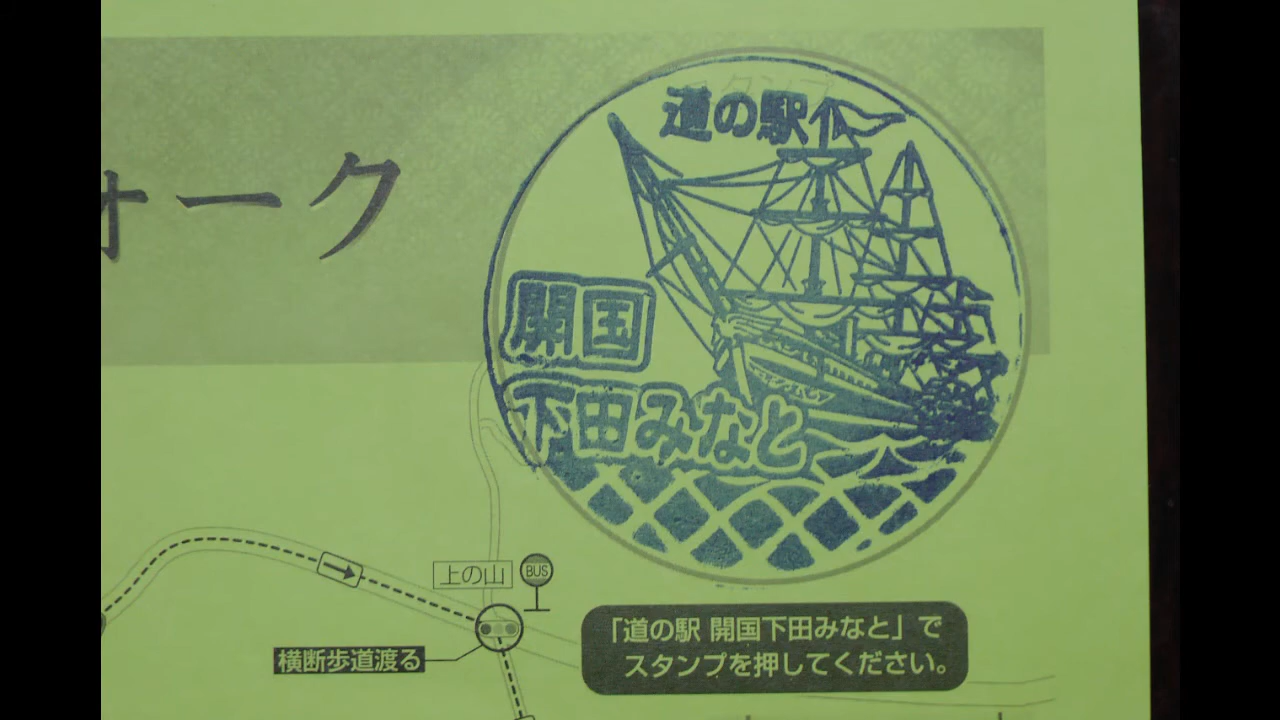 ォーク
道の駅
開国
下田みなと
上の山
BUS
横断歩道渡る
「道の駅 開国下田みなと」で
スタンプを押してください。